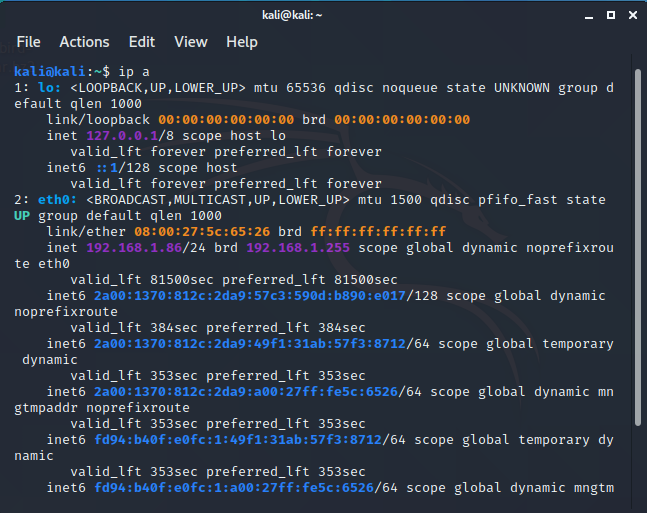 kali@kali: ~
File Actions Edit View Help
kali@kali:~$ ip a
1: lo: <LOOPBACK,UP,LOWER_UP> mtu 65536 qdisc noqueue state UNKNOWN group d
efault qlen 1000
    link/loopback 00:00:00:00:00:00 brd 00:00:00:00:00:00
    inet 127.0.0.1/8 scope host lo
       valid_lft forever preferred_lft forever
    inet6 ::1/128 scope host
       valid_lft forever preferred_lft forever
2: eth0: <BROADCAST,MULTICAST,UP,LOWER_UP> mtu 1500 qdisc pfifo_fast state
UP group default qlen 1000
    link/ether 08:00:27:5c:65:26 brd ff:ff:ff:ff:ff:ff
    inet 192.168.1.86/24 brd 192.168.1.255 scope global dynamic noprefixrou
te eth0
       valid_lft 81500sec preferred_lft 81500sec
    inet6 2a00:1370:812c:2da9:57c3:590d:b890:e017/128 scope global dynamic
noprefixroute
       valid_lft 384sec preferred_lft 384sec
    inet6 2a00:1370:812c:2da9:49f1:31ab:57f3:8712/64 scope global temporary
 dynamic
       valid_lft 353sec preferred_lft 353sec
    inet6 2a00:1370:812c:2da9:a00:27ff:fe5c:6526/64 scope global dynamic mn
gtmpaddr noprefixroute
       valid_lft 353sec preferred_lft 353sec
    inet6 fd94:b40f:e0fc:1:49f1:31ab:57f3:8712/64 scope global temporary dy
namic
       valid_lft 353sec preferred_lft 353sec
    inet6 fd94:b40f:e0fc:1:a00:27ff:fe5c:6526/64 scope global dynamic mngtm